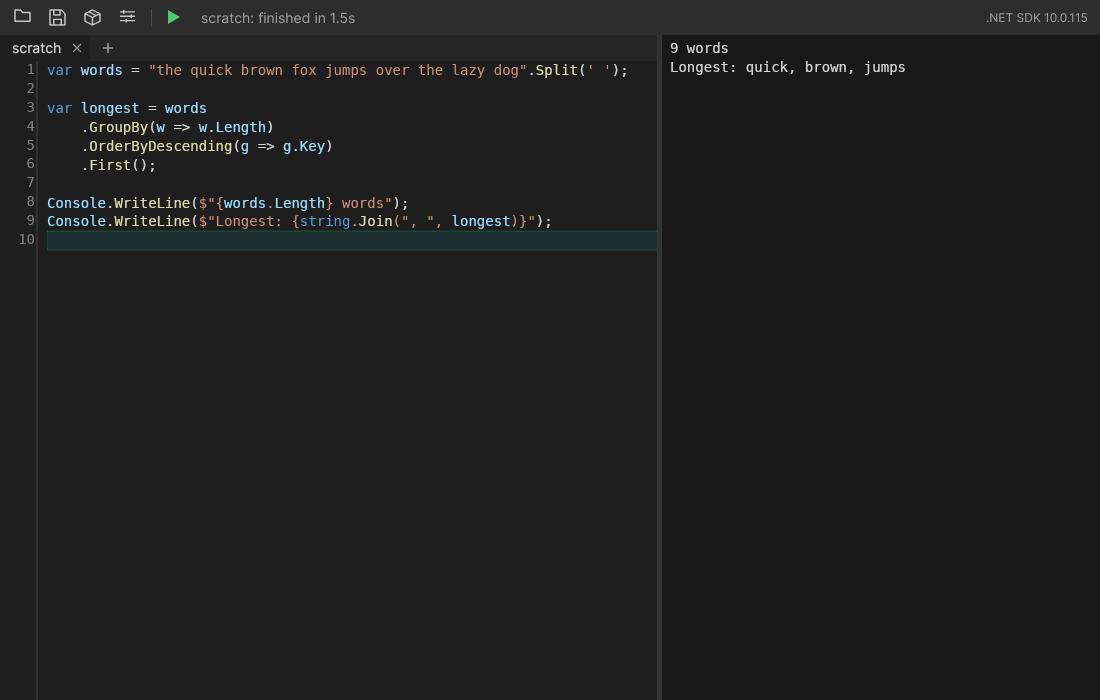 scratch: finished in 1.5s
.NET SDK 10.0.115
scratch
1 var words = "the quick brown fox jumps over the lazy dog".Split(' ');
2
3 var longest = words
4     .GroupBy(w => w.Length)
5     .OrderByDescending(g => g.Key)
6     .First();
7
8 Console.WriteLine($"{words.Length} words");
9 Console.WriteLine($"Longest: {string.Join(", ", longest)}");
10
9 words
Longest: quick, brown, jumps